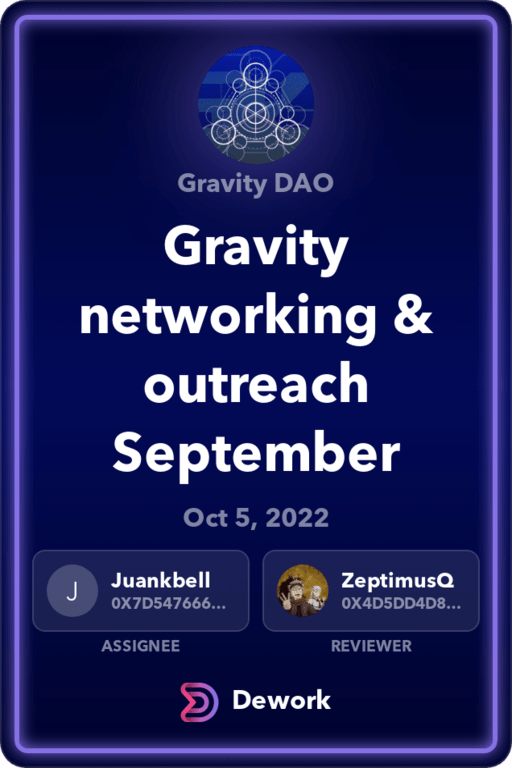 Gravity DAO
Gravity
networking &
outreach
September
Oct 5, 2022
J
Juankbell
0X7D547666...
ZeptimusQ
0X4D5DD4D8...
ASSIGNEE
REVIEWER
Dework